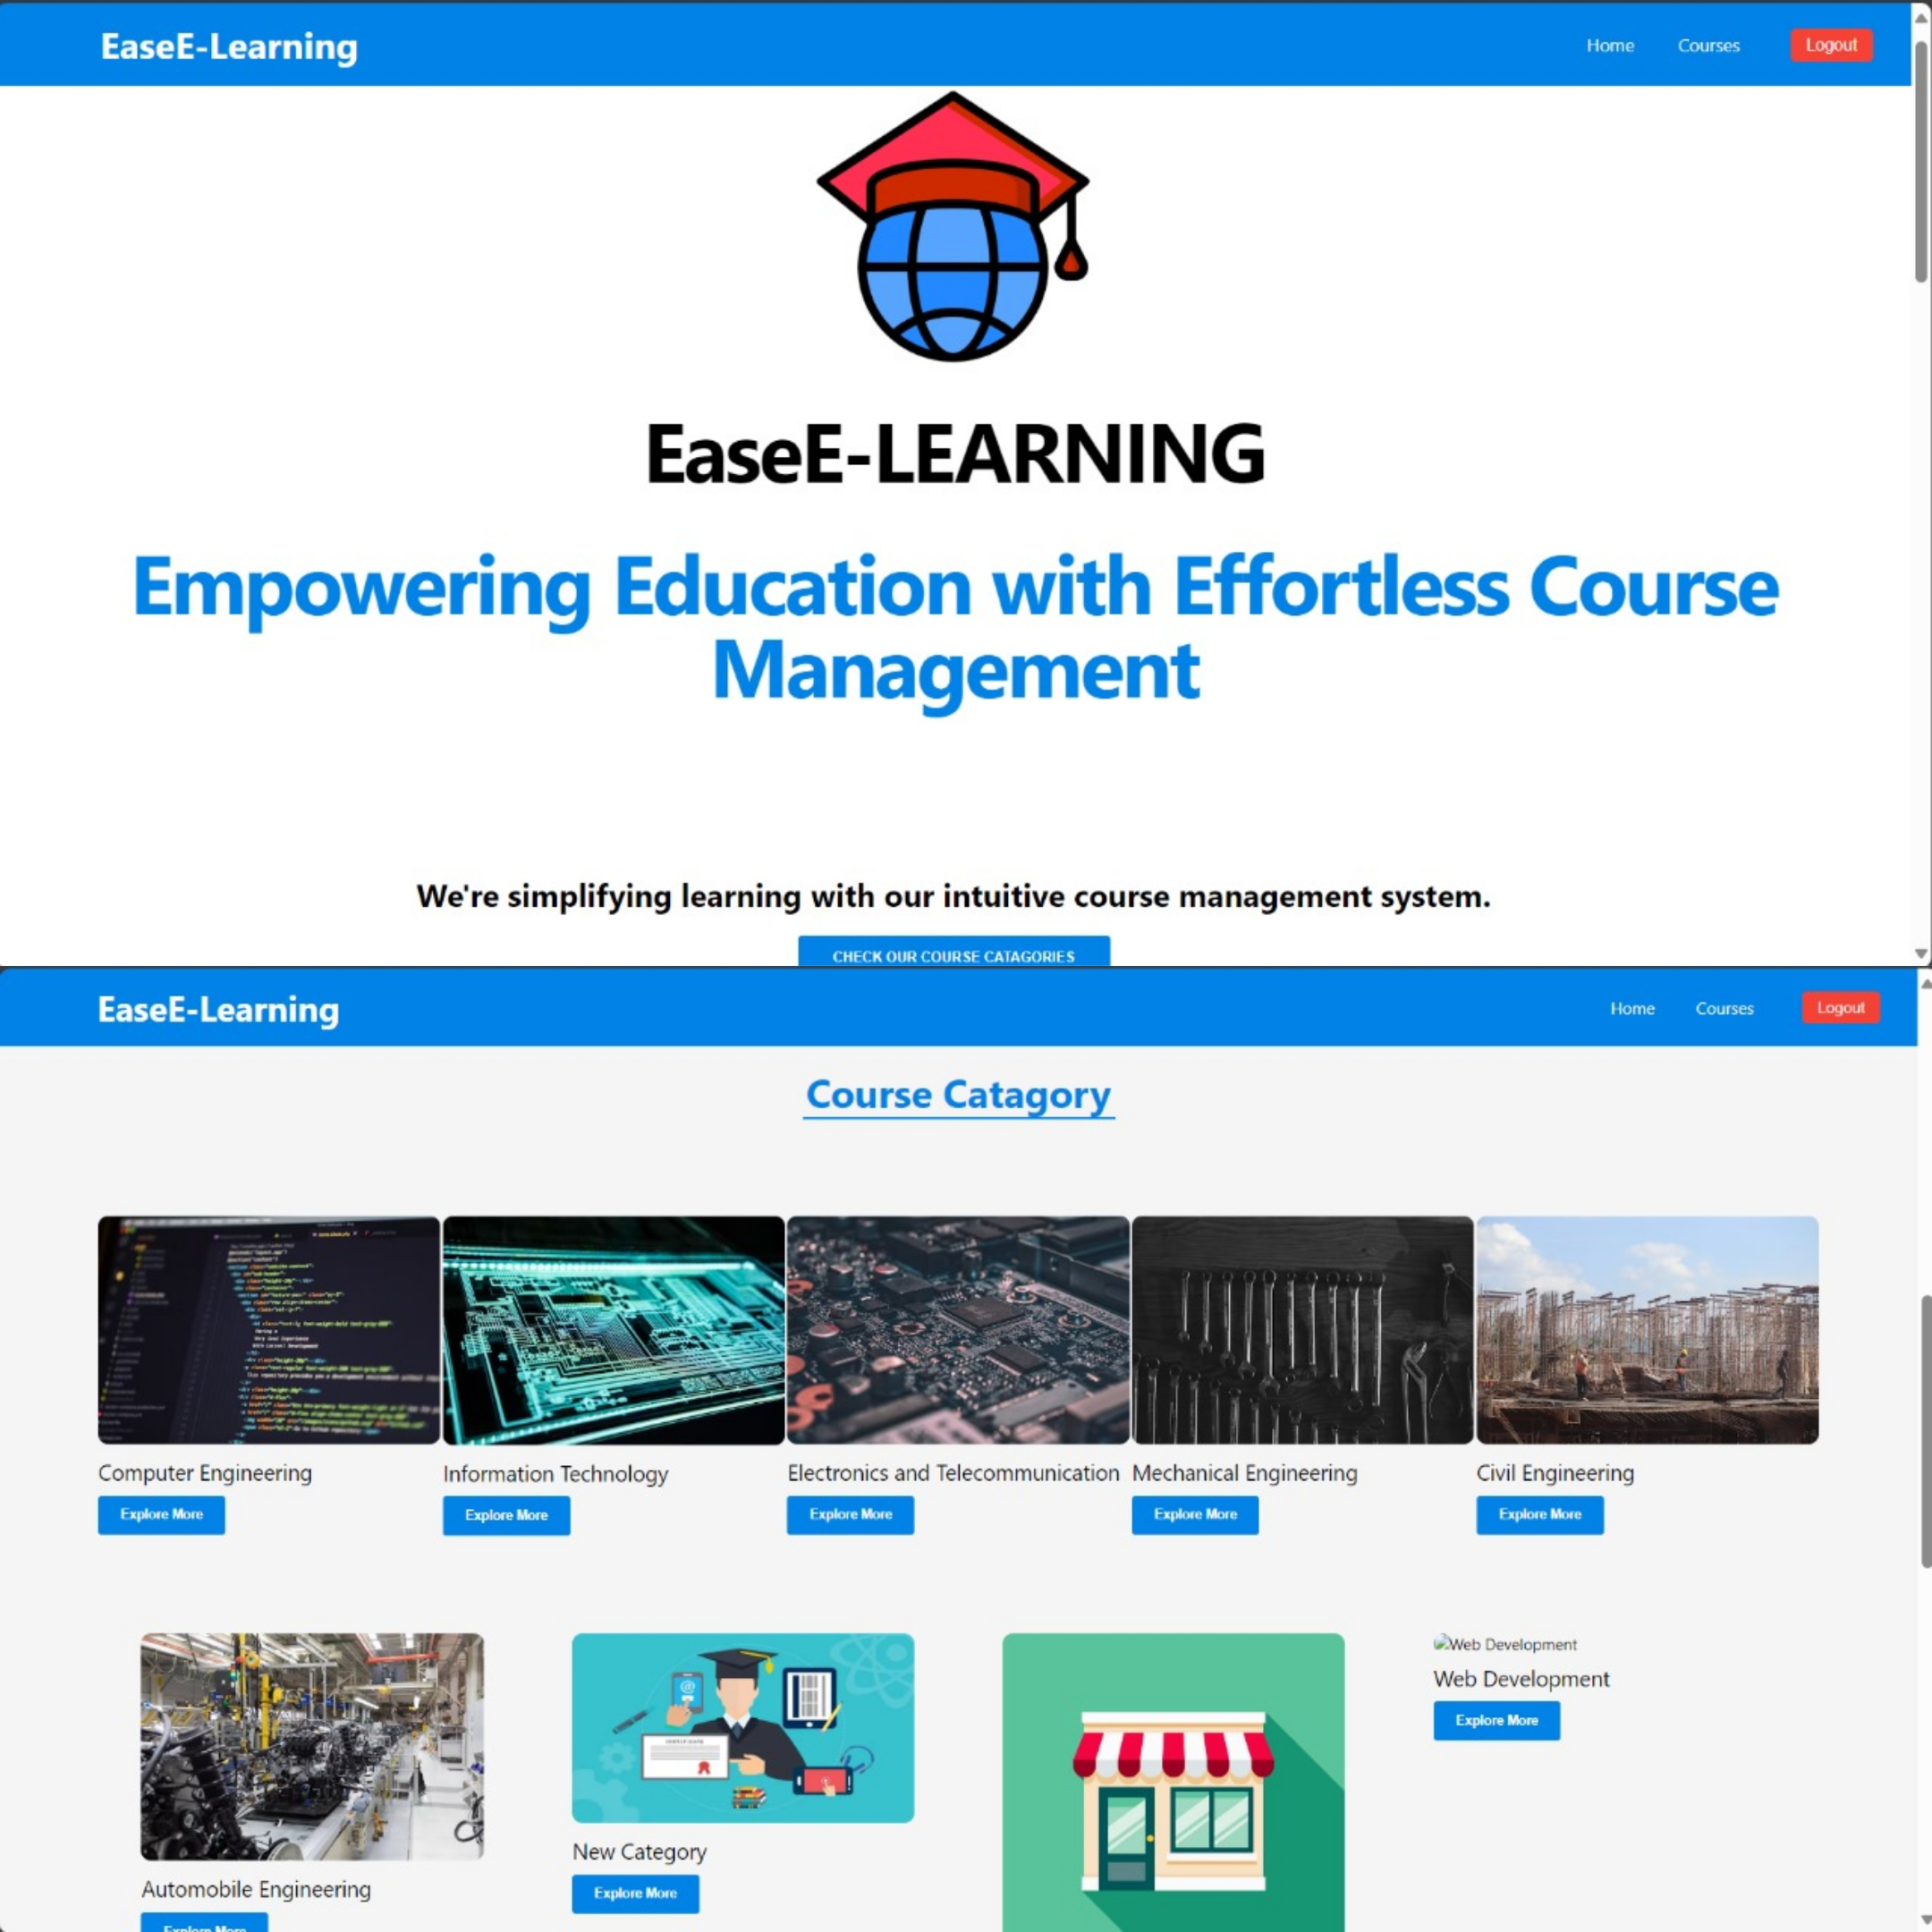 EaseE-Learning
Home Courses Logout
EaseE-LEARNING
Empowering Education with Effortless Course
Management
We're simplifying learning with our intuitive course management system.
CHECK OUR COURSE CATAGORIES
EaseE-Learning
Home Courses Logout
Course Catagory
Computer Engineering
Explore More
Information Technology
Explore More
Electronics and Telecommunication
Explore More
Mechanical Engineering
Explore More
Civil Engineering
Explore More
Automobile Engineering
Explore More
New Category
Explore More
Web Development
Web Development
Explore More